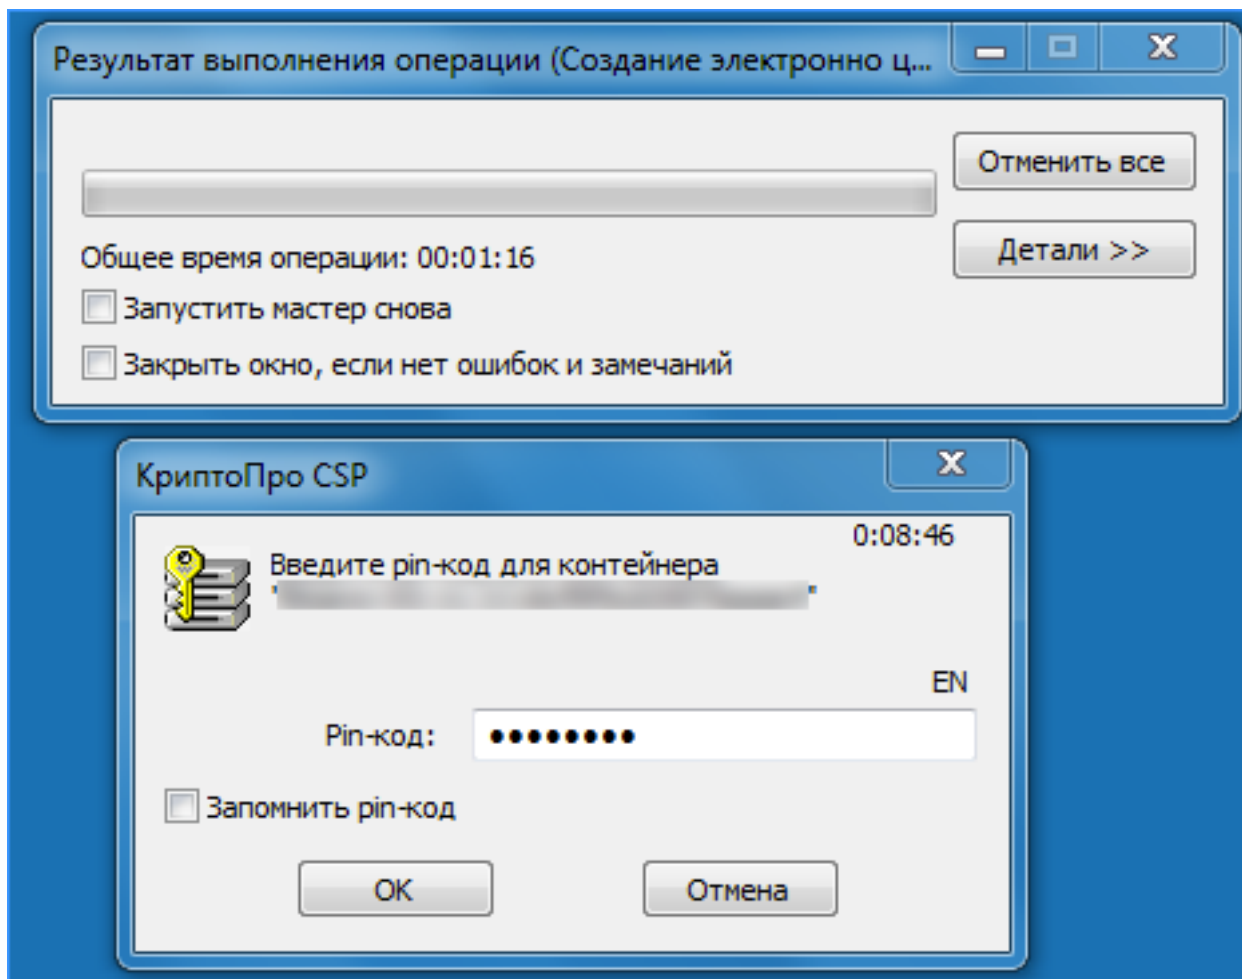 Результат выполнения операции (Создание электронно ц...
Отменить все
Общее время операции: 00:01:16
Детали >>
Запустить мастер снова
Закрыть окно, если нет ошибок и замечаний
КриптоПро CSP
0:08:46
Введите pin-код для контейнера
EN
Pin-код: ●●●●●●●●
Запомнить pin-код
OK
Отмена